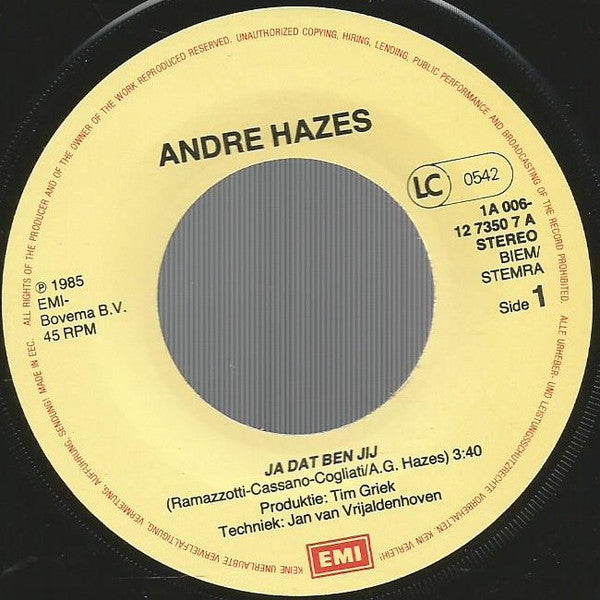 ALL RIGHTS OF THE PRODUCER AND OF THE OWNER OF THE WORK REPRODUCED RESERVED. UNAUTHORIZED COPYING, HIRING, LENDING, PUBLIC PERFORMANCE AND BROADCASTING OF THE RECORD PROHIBITED. ALLE URHEBER- UND LEISTUNGSSCHUTZRECHTE VORBEHALTEN. KEIN VERLEIH! KEINE UNERLAUBTE VERVIELFÄLTIGUNG, VERMIETUNG, AUFFÜHRUNG, SENDUNG! MADE IN EEC.
ANDRE HAZES
LC 0542
1A 006-
12 7350 7 A
STEREO
BIEM/
STEMRA
Side 1
℗ 1985
EMI-
Bovema B.V.
45 RPM
JA DAT BEN JIJ
(Ramazzotti-Cassano-Cogliati/A.G. Hazes) 3:40
Produktie: Tim Griek
Techniek: Jan van Vrijaldenhoven
EMI